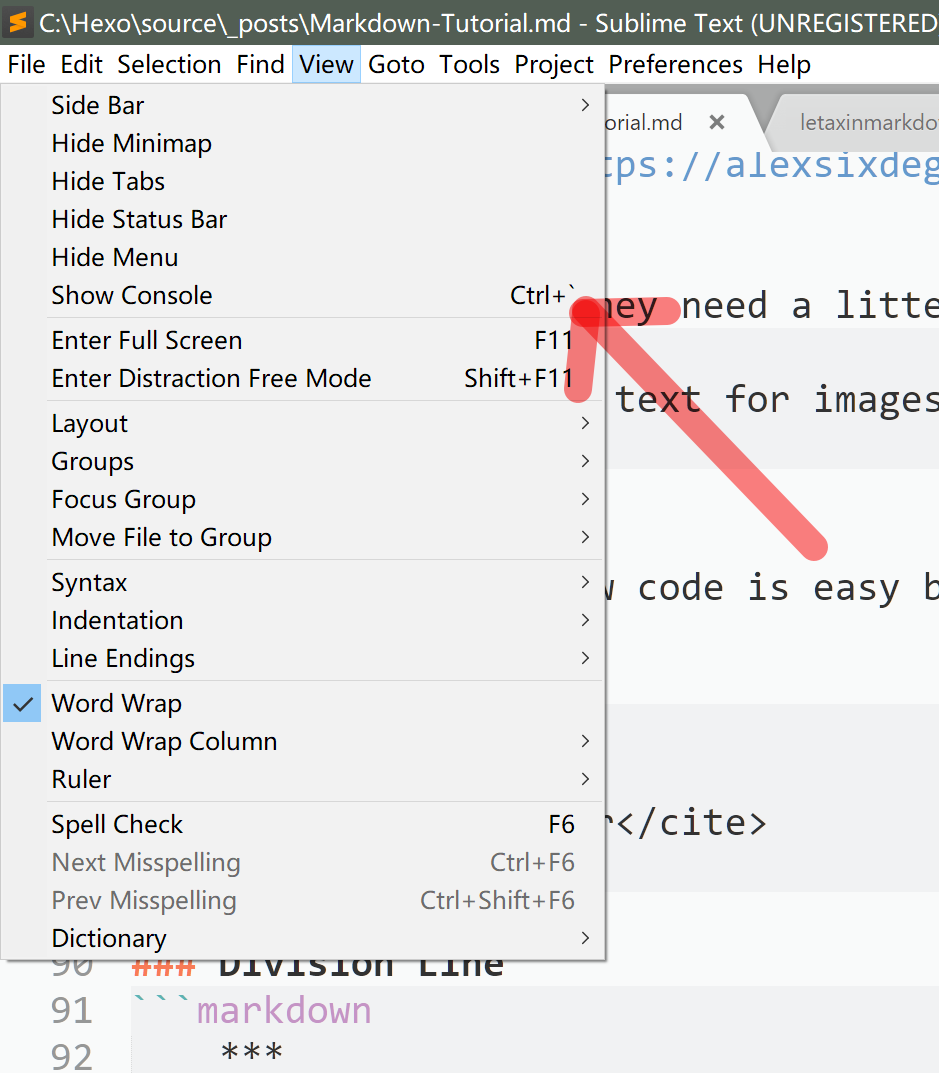 C:\Hexo\source\_posts\Markdown-Tutorial.md - Sublime Text (UNREGISTERED
File Edit Selection Find View Goto Tools Project Preferences Help
orial.md × letaxinmarkdo
Side Bar
tps://alexsixdeg
Hide Minimap
Hide Tabs
Hide Status Bar
Hide Menu
Show Console Ctrl+`
hey need a litte
Enter Full Screen F11
Enter Distraction Free Mode Shift+F11
text for images
Layout
Groups
Focus Group
Move File to Group
Syntax
w code is easy b
Indentation
Line Endings
Word Wrap
Word Wrap Column
Ruler
Spell Check F6
r</cite>
Next Misspelling Ctrl+F6
Prev Misspelling Ctrl+Shift+F6
Dictionary
90 ### Division Line
91 ```markdown
92 ***